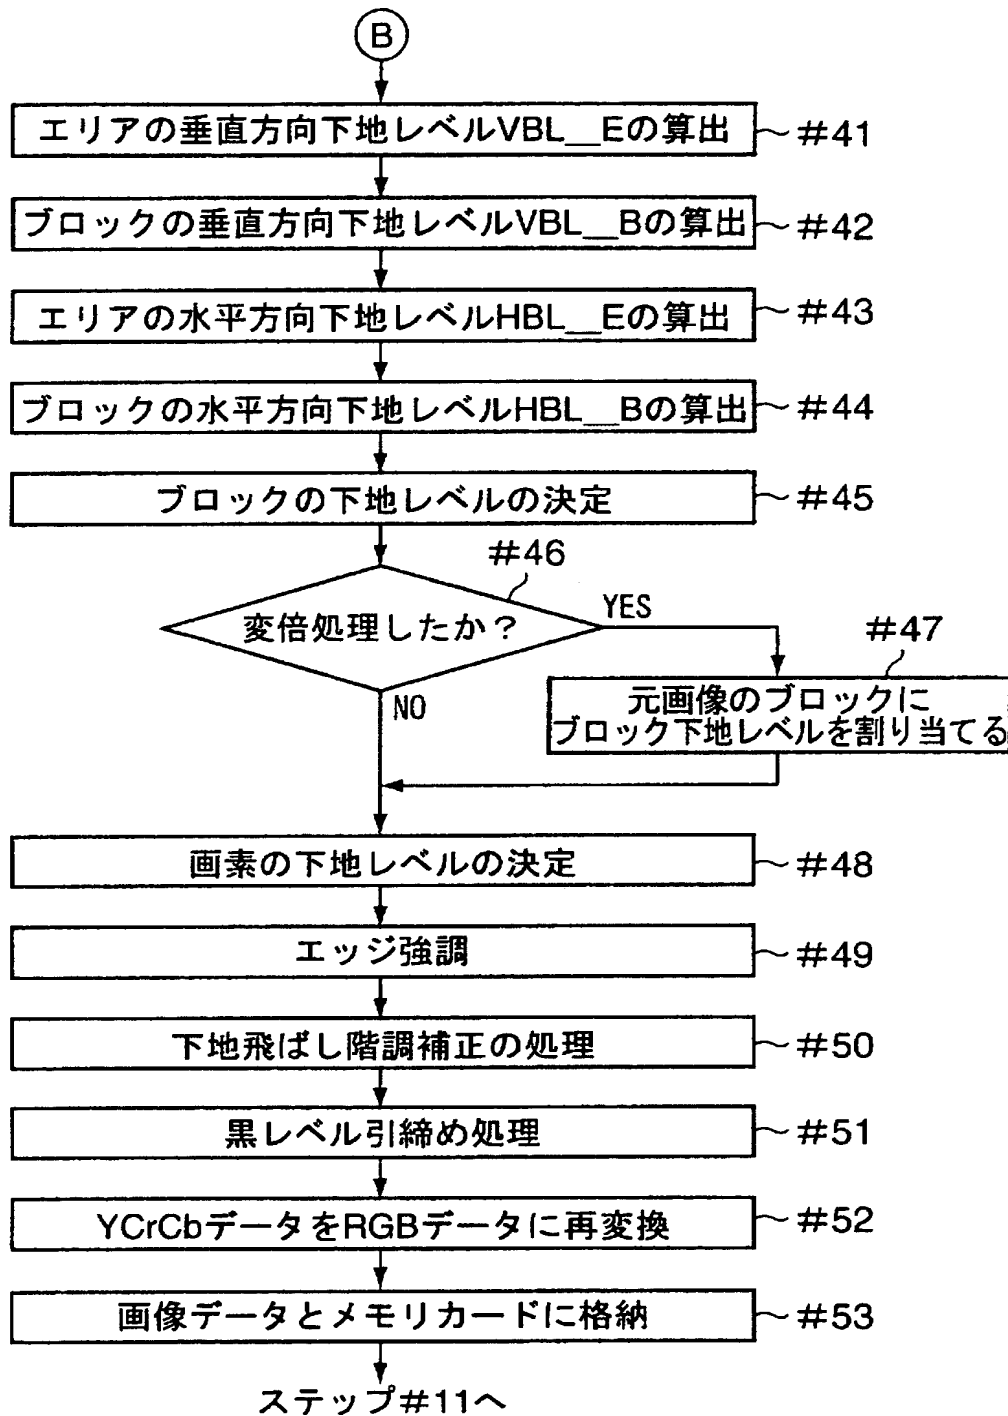 B
エリアの垂直方向下地レベルVBL__Eの算出 ~#41
ブロックの垂直方向下地レベルVBL__Bの算出 ~#42
エリアの水平方向下地レベルHBL__Eの算出 ~#43
ブロックの水平方向下地レベルHBL__Bの算出 ~#44
ブロックの下地レベルの決定 ~#45
#46
変倍処理したか？
YES
NO
#47
元画像のブロックに
ブロック下地レベルを割り当てる
画素の下地レベルの決定 ~#48
エッジ強調 ~#49
下地飛ばし階調補正の処理 ~#50
黒レベル引締め処理 ~#51
YCrCbデータをRGBデータに再変換 ~#52
画像データとメモリカードに格納 ~#53
ステップ#11へ